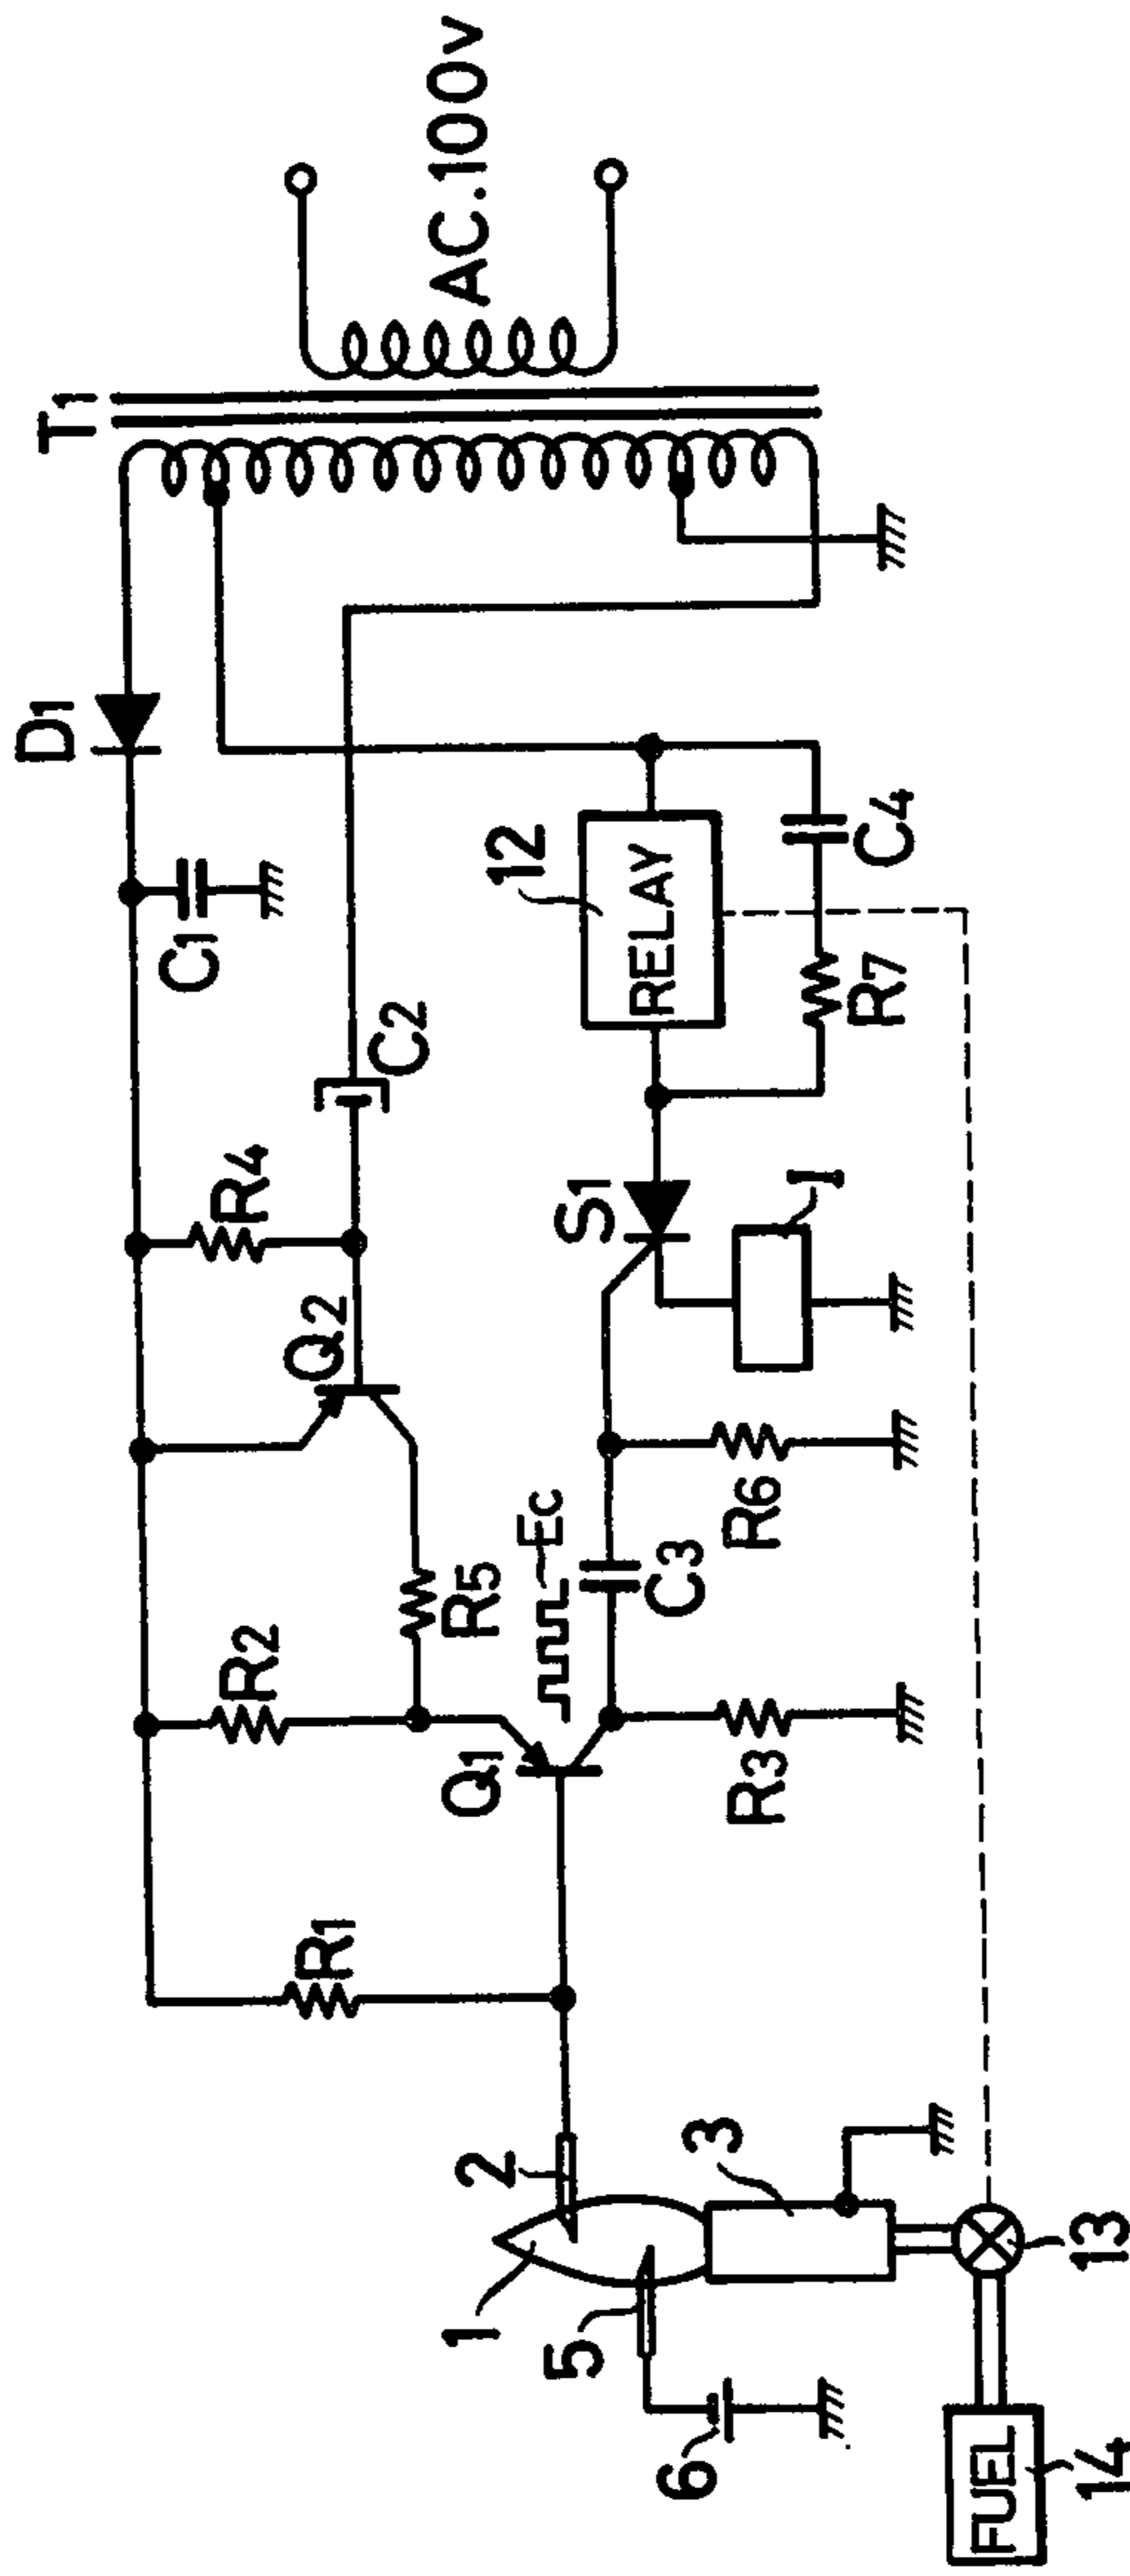 T1
AC.100v
D1
C1
C2
R4
Q2
R2
R5
Q1
Ec
R1
12
RELAY
C4
R7
S1
I
C3
R6
R3
1
2
3
5
6
13
FUEL
14